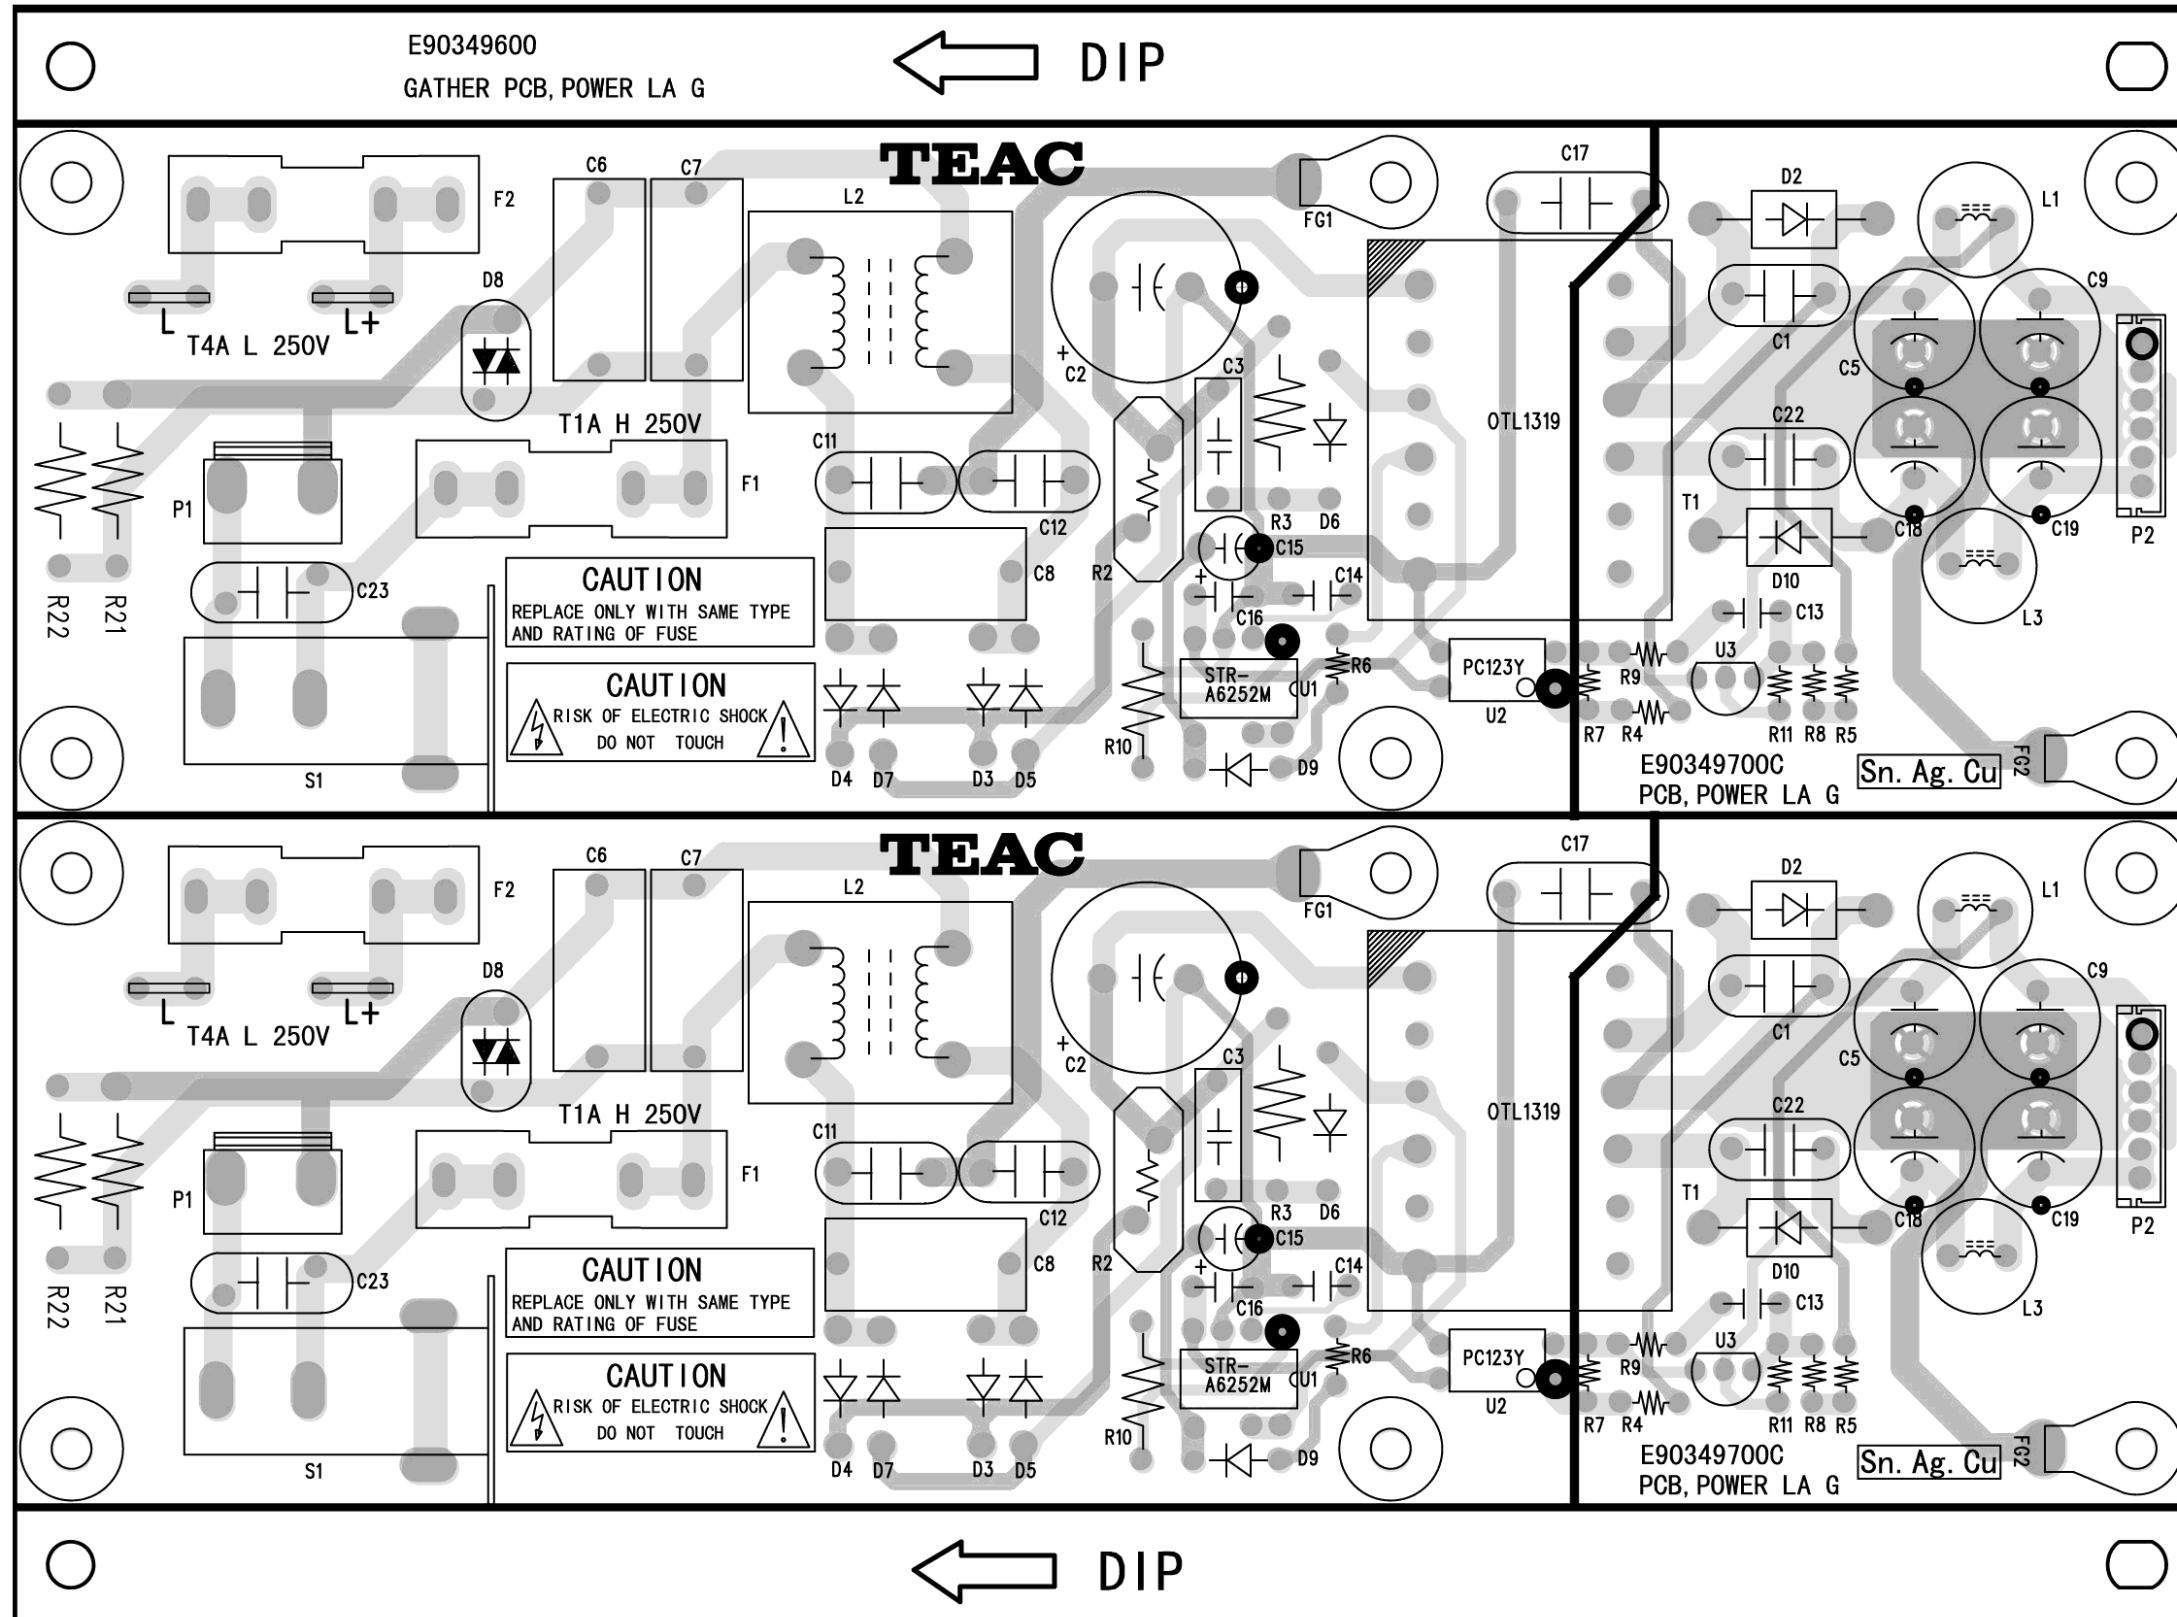 E90349600
GATHER PCB, POWER LA G
DIP
TEAC
F2
C6
C7
L2
FG1
C17
D2
L1
L
L+
T4A L 250V
D8
C2
+
C3
C1
C5
C9
T1A H 250V
OTL1319
P1
F1
C11
C12
R3
D6
C22
T1
C18
C19
P2
R22
R21
C23
CAUTION
REPLACE ONLY WITH SAME TYPE
AND RATING OF FUSE
C8
R2
C15
+
C16
C14
D10
C13
L3
CAUTION
RISK OF ELECTRIC SHOCK
DO NOT TOUCH
!
S1
D4
D7
D3
D5
R10
STR-
A6252M
U1
R6
D9
PC123Y
U2
R9
R7
R4
U3
R11
R8
R5
E90349700C
PCB, POWER LA G
Sn. Ag. Cu
FG2
TEAC
F2
C6
C7
L2
FG1
C17
D2
L1
L
L+
T4A L 250V
D8
C2
+
C3
C1
C5
C9
T1A H 250V
OTL1319
P1
F1
C11
C12
R3
D6
C22
T1
C18
C19
P2
R22
R21
C23
CAUTION
REPLACE ONLY WITH SAME TYPE
AND RATING OF FUSE
C8
R2
C15
+
C16
C14
D10
C13
L3
CAUTION
RISK OF ELECTRIC SHOCK
DO NOT TOUCH
!
S1
D4
D7
D3
D5
R10
STR-
A6252M
U1
R6
D9
PC123Y
U2
R9
R7
R4
U3
R11
R8
R5
E90349700C
PCB, POWER LA G
Sn. Ag. Cu
FG2
DIP